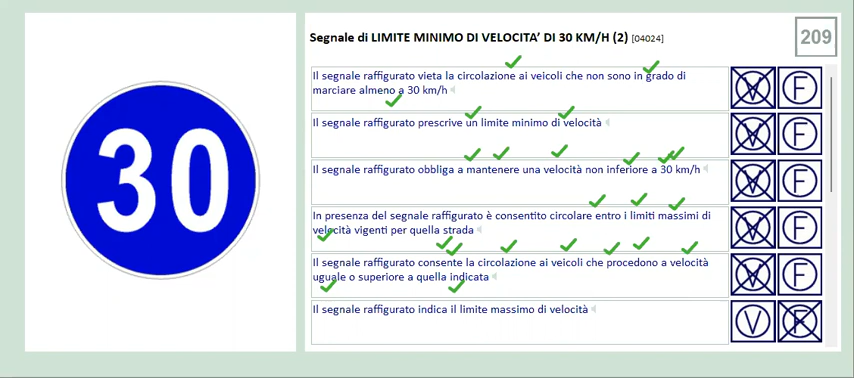 30
Segnale di LIMITE MINIMO DI VELOCITA' DI 30 KM/H (2) [04024]
209
Il segnale raffigurato vieta la circolazione ai veicoli che non sono in grado di
marciare almeno a 30 km/h
V F
Il segnale raffigurato prescrive un limite minimo di velocità
V F
Il segnale raffigurato obbliga a mantenere una velocità non inferiore a 30 km/h
V F
In presenza del segnale raffigurato è consentito circolare entro i limiti massimi di
velocità vigenti per quella strada
V F
Il segnale raffigurato consente la circolazione ai veicoli che procedono a velocità
uguale o superiore a quella indicata
V F
Il segnale raffigurato indica il limite massimo di velocità
V F